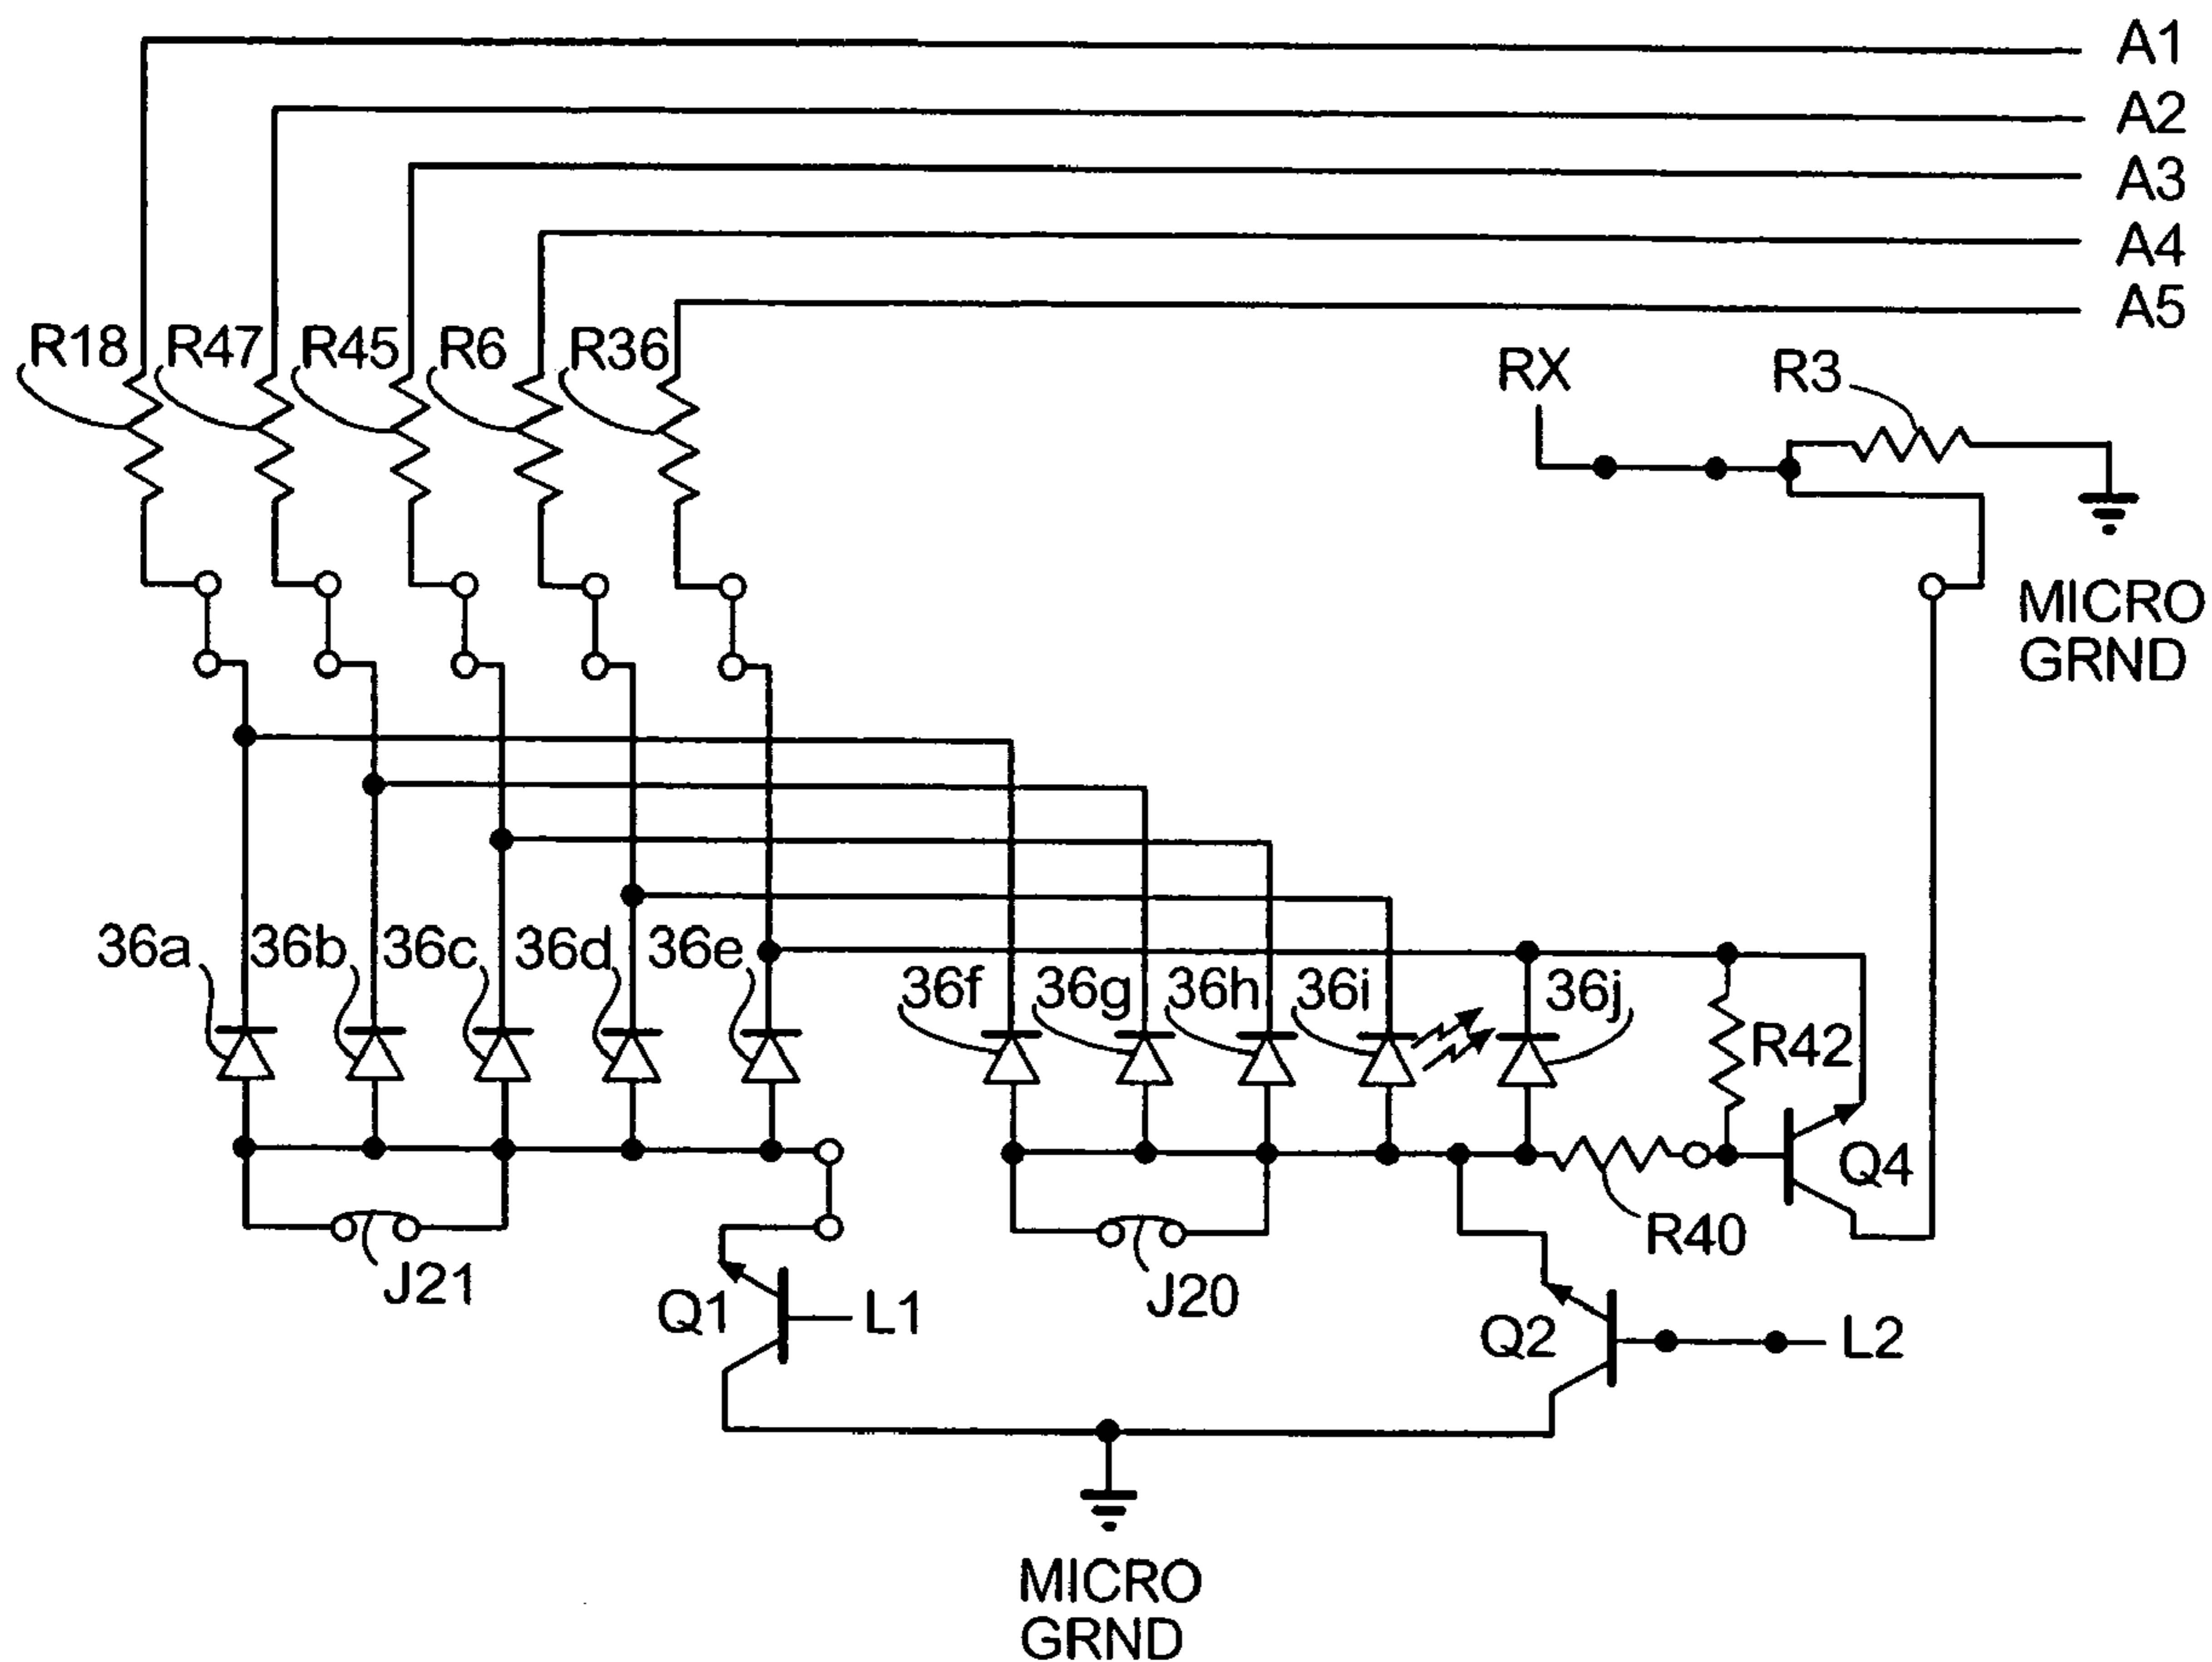 A1
A2
A3
A4
A5
R18 R47 R45 R6 R36
RX R3
MICRO
GRND
36a 36b 36c 36d 36e
36f 36g 36h 36i 36j
R42
Q4
R40
J21 J20
Q1 L1
Q2 L2
MICRO
GRND